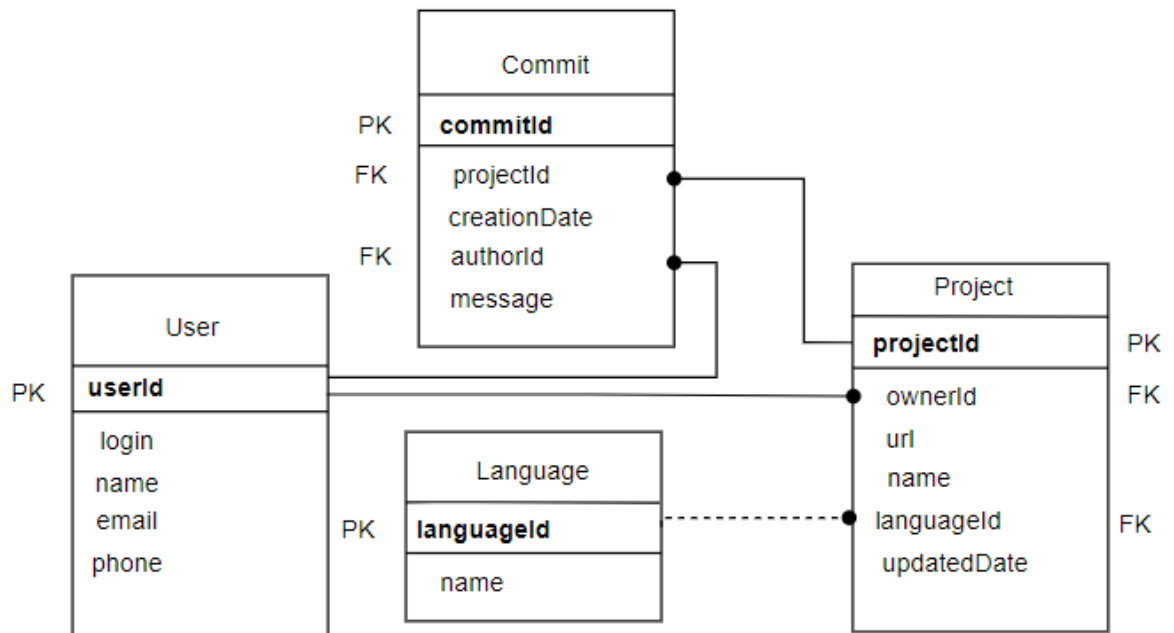 Commit
PK commitId
FK projectId
creationDate
FK authorId
message
User
PK userId
login
name
email
phone
Language
PK languageId
name
Project
projectId PK
ownerId FK
url
name
languageId FK
updatedDate